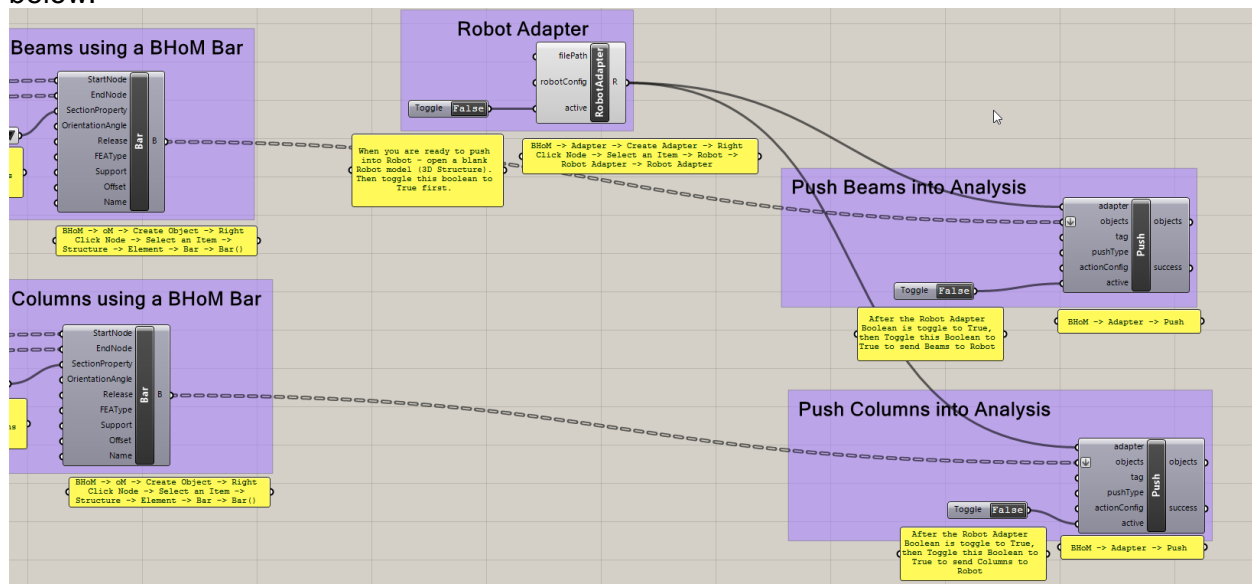 below.
Beams using a BHoM Bar
StartNode
EndNode
SectionProperty
OrientationAngle
Release
FEAType
Support
Offset
Name
Bar
B
BHoM -> oM -> Create Object -> Right
Click Node -> Select an Item ->
Structure -> Element -> Bar -> Bar()
Robot Adapter
filePath
robotConfig
active
RobotAdapter
R
Toggle False
When you are ready to push
into Robot - open a blank
Robot model (3D Structure).
Then toggle this boolean to
True first.
BHoM -> Adapter -> Create Adapter -> Right
Click Node -> Select an Item -> Robot ->
Robot Adapter -> Robot Adapter
Push Beams into Analysis
adapter
objects
tag
pushType
actionConfig
active
Push
objects
success
Toggle False
After the Robot Adapter
Boolean is toggle to True,
then Toggle this Boolean to
True to send Beams to Robot
BHoM -> Adapter -> Push
Columns using a BHoM Bar
StartNode
EndNode
SectionProperty
OrientationAngle
Release
FEAType
Support
Offset
Name
Bar
B
BHoM -> oM -> Create Object -> Right
Click Node -> Select an Item ->
Structure -> Element -> Bar -> Bar()
Push Columns into Analysis
adapter
objects
tag
pushType
actionConfig
active
Push
objects
success
Toggle False
After the Robot Adapter
Boolean is toggle to True,
then Toggle this Boolean to
True to send Columns to
Robot
BHoM -> Adapter -> Push